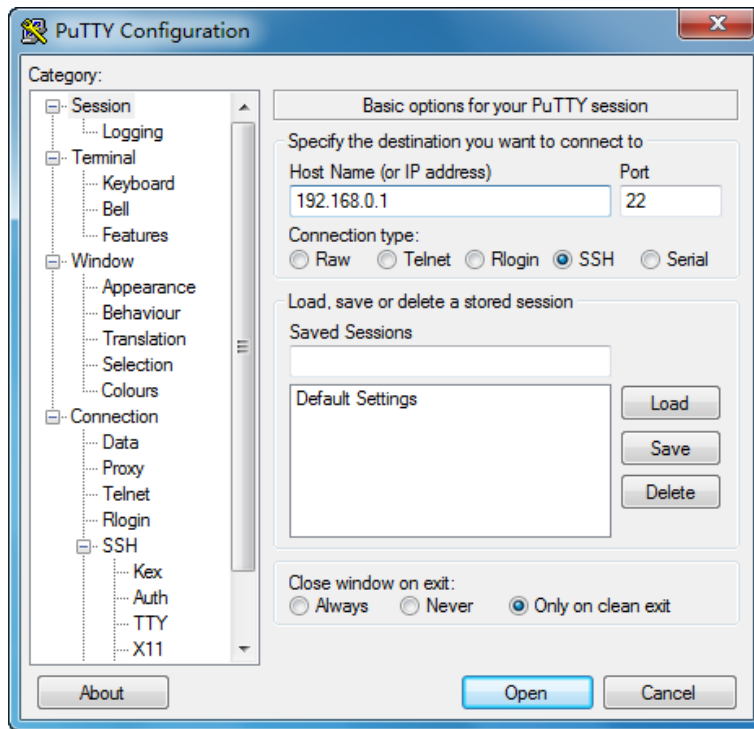 PuTTY Configuration
Category:
Session
Logging
Terminal
Keyboard
Bell
Features
Window
Appearance
Behaviour
Translation
Selection
Colours
Connection
Data
Proxy
Telnet
Rlogin
SSH
Kex
Auth
TTY
X11
Basic options for your PuTTY session
Specify the destination you want to connect to
Host Name (or IP address) Port
192.168.0.1 22
Connection type:
Raw Telnet Rlogin SSH Serial
Load, save or delete a stored session
Saved Sessions
Default Settings
Load
Save
Delete
Close window on exit:
Always Never Only on clean exit
About Open Cancel